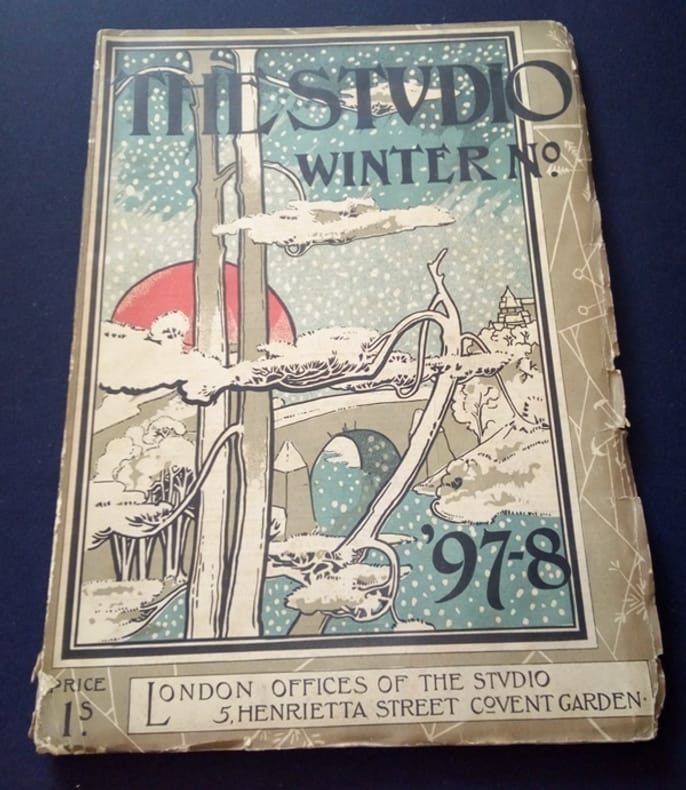 THE STVDIO
WINTER Nº.
'97-8
PRICE
1S.
LONDON OFFICES OF THE STVDIO
5, HENRIETTA STREET COVENT GARDEN.